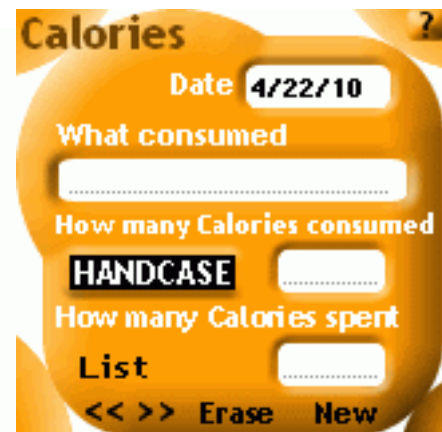 Calories ?
Date 4/22/10
What consumed
How many Calories consumed
HANDCASE
How many Calories spent
List
<< >> Erase New